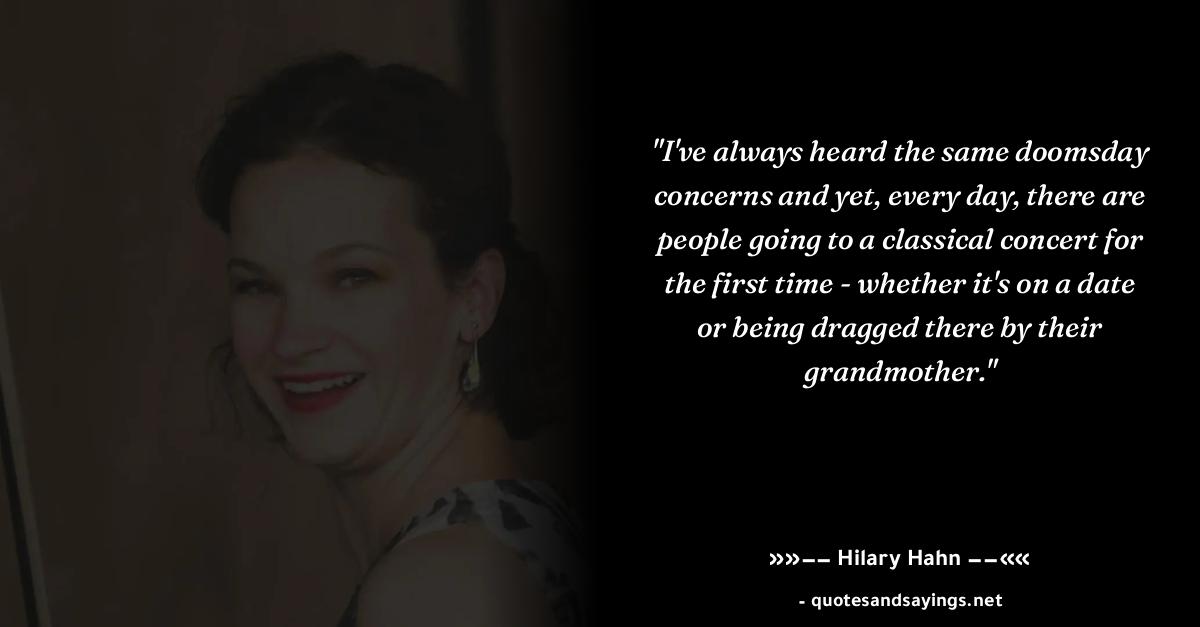 "I've always heard the same doomsday
concerns and yet, every day, there are
people going to a classical concert for
the first time - whether it's on a date
or being dragged there by their
grandmother."
»»−− Hilary Hahn −−««
- quotesandsayings.net